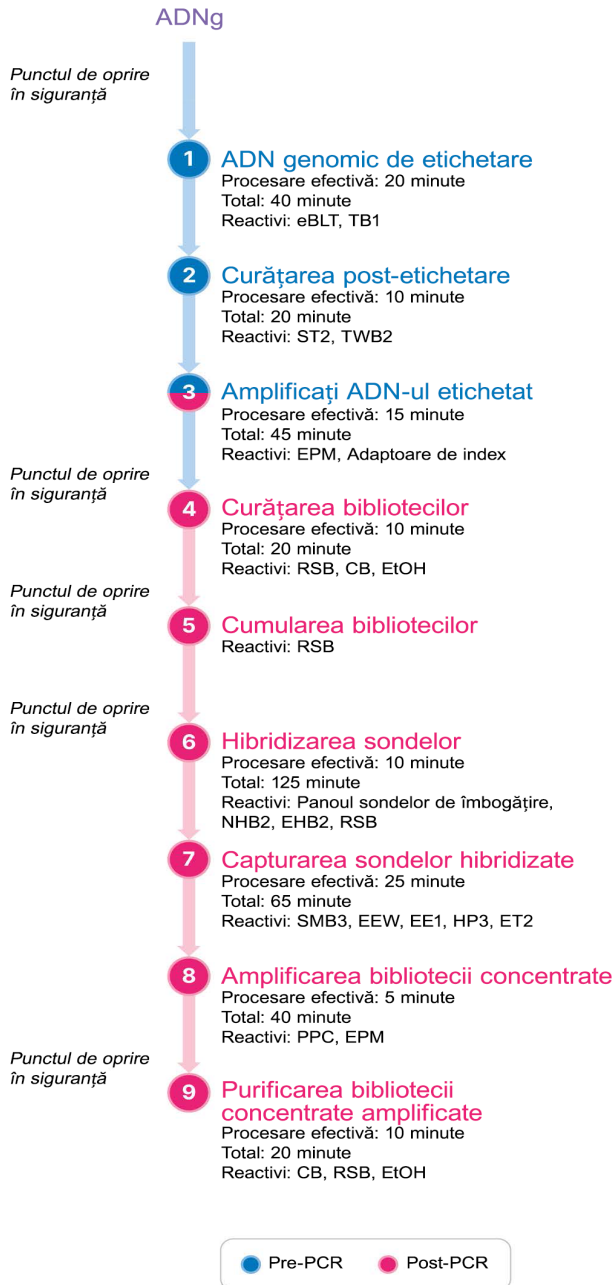 ADNg
Punctul de oprire
în siguranță
1
ADN genomic de etichetare
Procesare efectivă: 20 minute
Total: 40 minute
Reactivi: eBLT, TB1
2
Curățarea post-etichetare
Procesare efectivă: 10 minute
Total: 20 minute
Reactivi: ST2, TWB2
3
Amplificați ADN-ul etichetat
Procesare efectivă: 15 minute
Total: 45 minute
Reactivi: EPM, Adaptoare de index
Punctul de oprire
în siguranță
4
Curățarea bibliotecilor
Procesare efectivă: 10 minute
Total: 20 minute
Reactivi: RSB, CB, EtOH
Punctul de oprire
în siguranță
5
Cumularea bibliotecilor
Reactivi: RSB
Punctul de oprire
în siguranță
6
Hibridizarea sondelor
Procesare efectivă: 10 minute
Total: 125 minute
Reactivi: Panoul sondelor de îmbogățire,
NHB2, EHB2, RSB
7
Capturarea sondelor hibridizate
Procesare efectivă: 25 minute
Total: 65 minute
Reactivi: SMB3, EEW, EE1, HP3, ET2
8
Amplificarea bibliotecii concentrate
Procesare efectivă: 5 minute
Total: 40 minute
Reactivi: PPC, EPM
Punctul de oprire
în siguranță
9
Purificarea bibliotecii
concentrate amplificate
Procesare efectivă: 10 minute
Total: 20 minute
Reactivi: CB, RSB, EtOH
Pre-PCR
Post-PCR